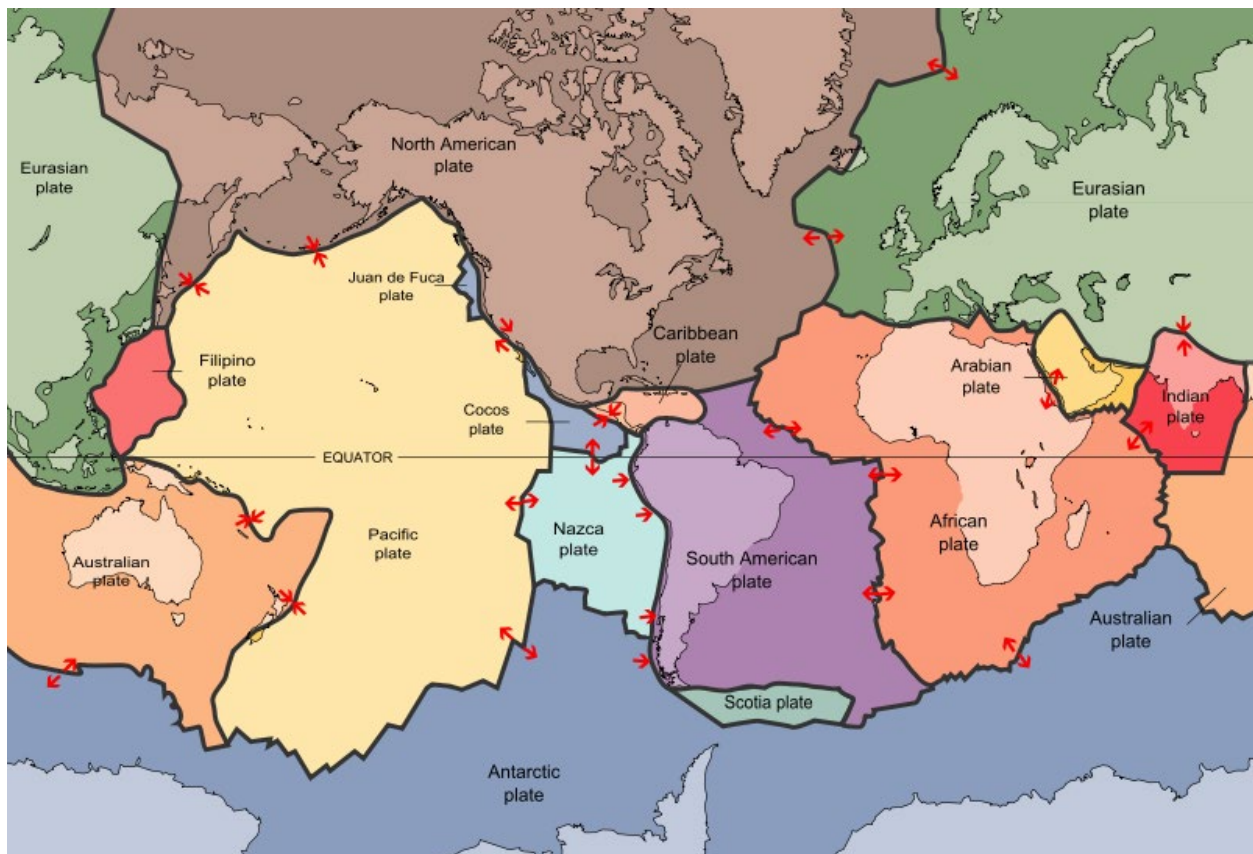 North American
plate
Eurasian
plate
Eurasian
plate
Juan de Fuca
plate
Caribbean
plate
Filipino
plate
Arabian
plate
Cocos
plate
Indian
plate
EQUATOR
Pacific
plate
Nazca
plate
African
plate
South American
plate
Australian
plate
Australian
plate
Scotia plate
Antarctic
plate